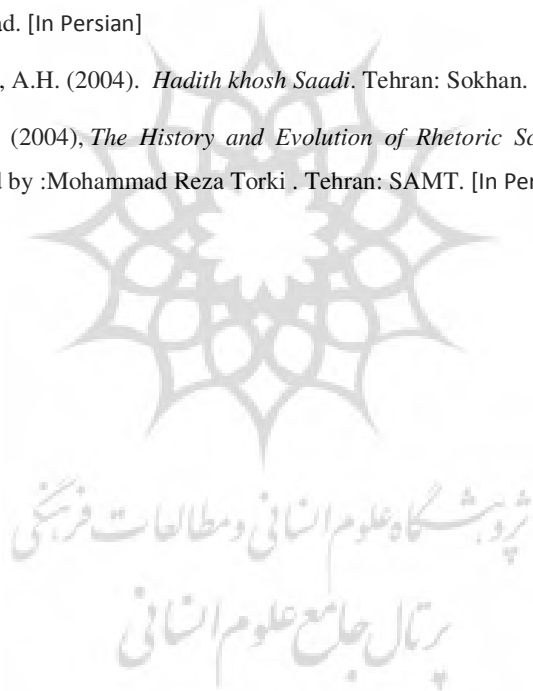 ad. [In Persian]
, A.H. (2004). Hadith khosh Saadi. Tehran: Sokhan.
(2004), The History and Evolution of Rhetoric Sc
d by :Mohammad Reza Torki . Tehran: SAMT. [In Per
پژوهشگاه علوم انسانی و مطالعات فرهنگی
پرتال جامع علوم انسانی